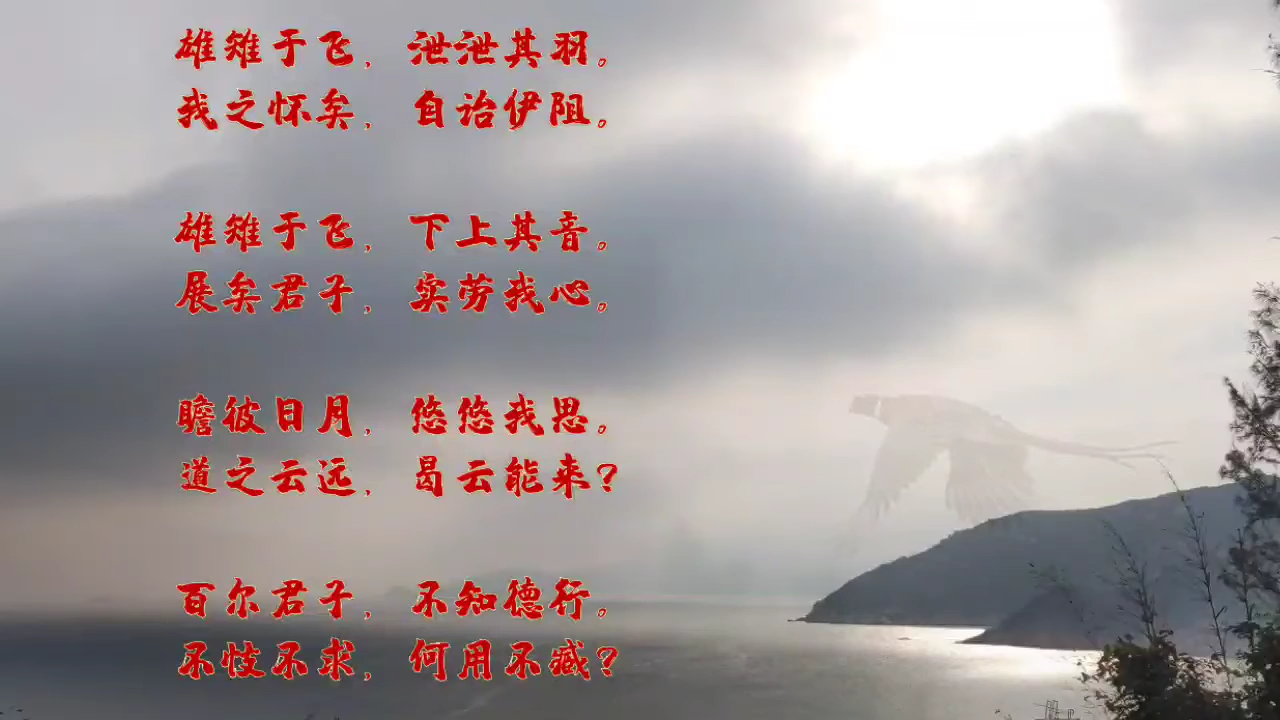 雄雉于飞，泄泄其羽。
我之怀矣，自诒伊阻。
雄雉于飞，下上其音。
展矣君子，实劳我心。
瞻彼日月，悠悠我思。
道之云远，曷云能来？
百尔君子，不知德行。
不忮不求，何用不臧？